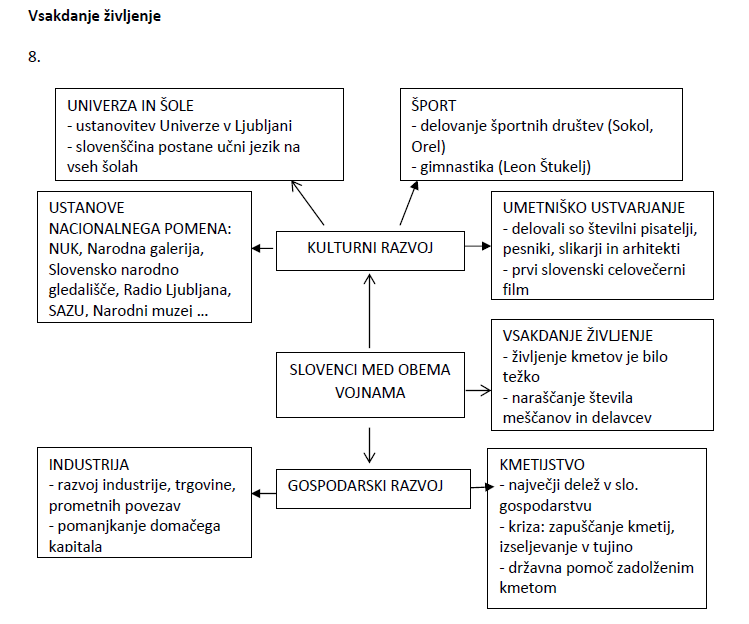 Vsakdanje življenje
8.
UNIVERZA IN ŠOLE
- ustanovitev Univerze v Ljubljani
- slovenščina postane učni jezik na
vseh šolah
ŠPORT
- delovanje športnih društev (Sokol,
Orel)
- gimnastika (Leon Štukelj)
USTANOVE
NACIONALNEGA POMENA:
NUK, Narodna galerija,
Slovensko narodno
gledališče, Radio Ljubljana,
SAZU, Narodni muzej ...
KULTURNI RAZVOJ
UMETNIŠKO USTVARJANJE
- delovali so številni pisatelji,
pesniki, slikarji in arhitekti
- prvi slovenski celovečerni
film
SLOVENCI MED OBEMA
VOJNAMA
VSAKDANJE ŽIVLJENJE
- življenje kmetov je bilo
težko
- naraščanje števila
meščanov in delavcev
INDUSTRIJA
- razvoj industrije, trgovine,
prometnih povezav
- pomanjkanje domačega
kapitala
GOSPODARSKI RAZVOJ
KMETIJSTVO
- največji delež v slo.
gospodarstvu
- kriza: zapuščanje kmetij,
izseljevanje v tujino
- državna pomoč zadolženim
kmetom